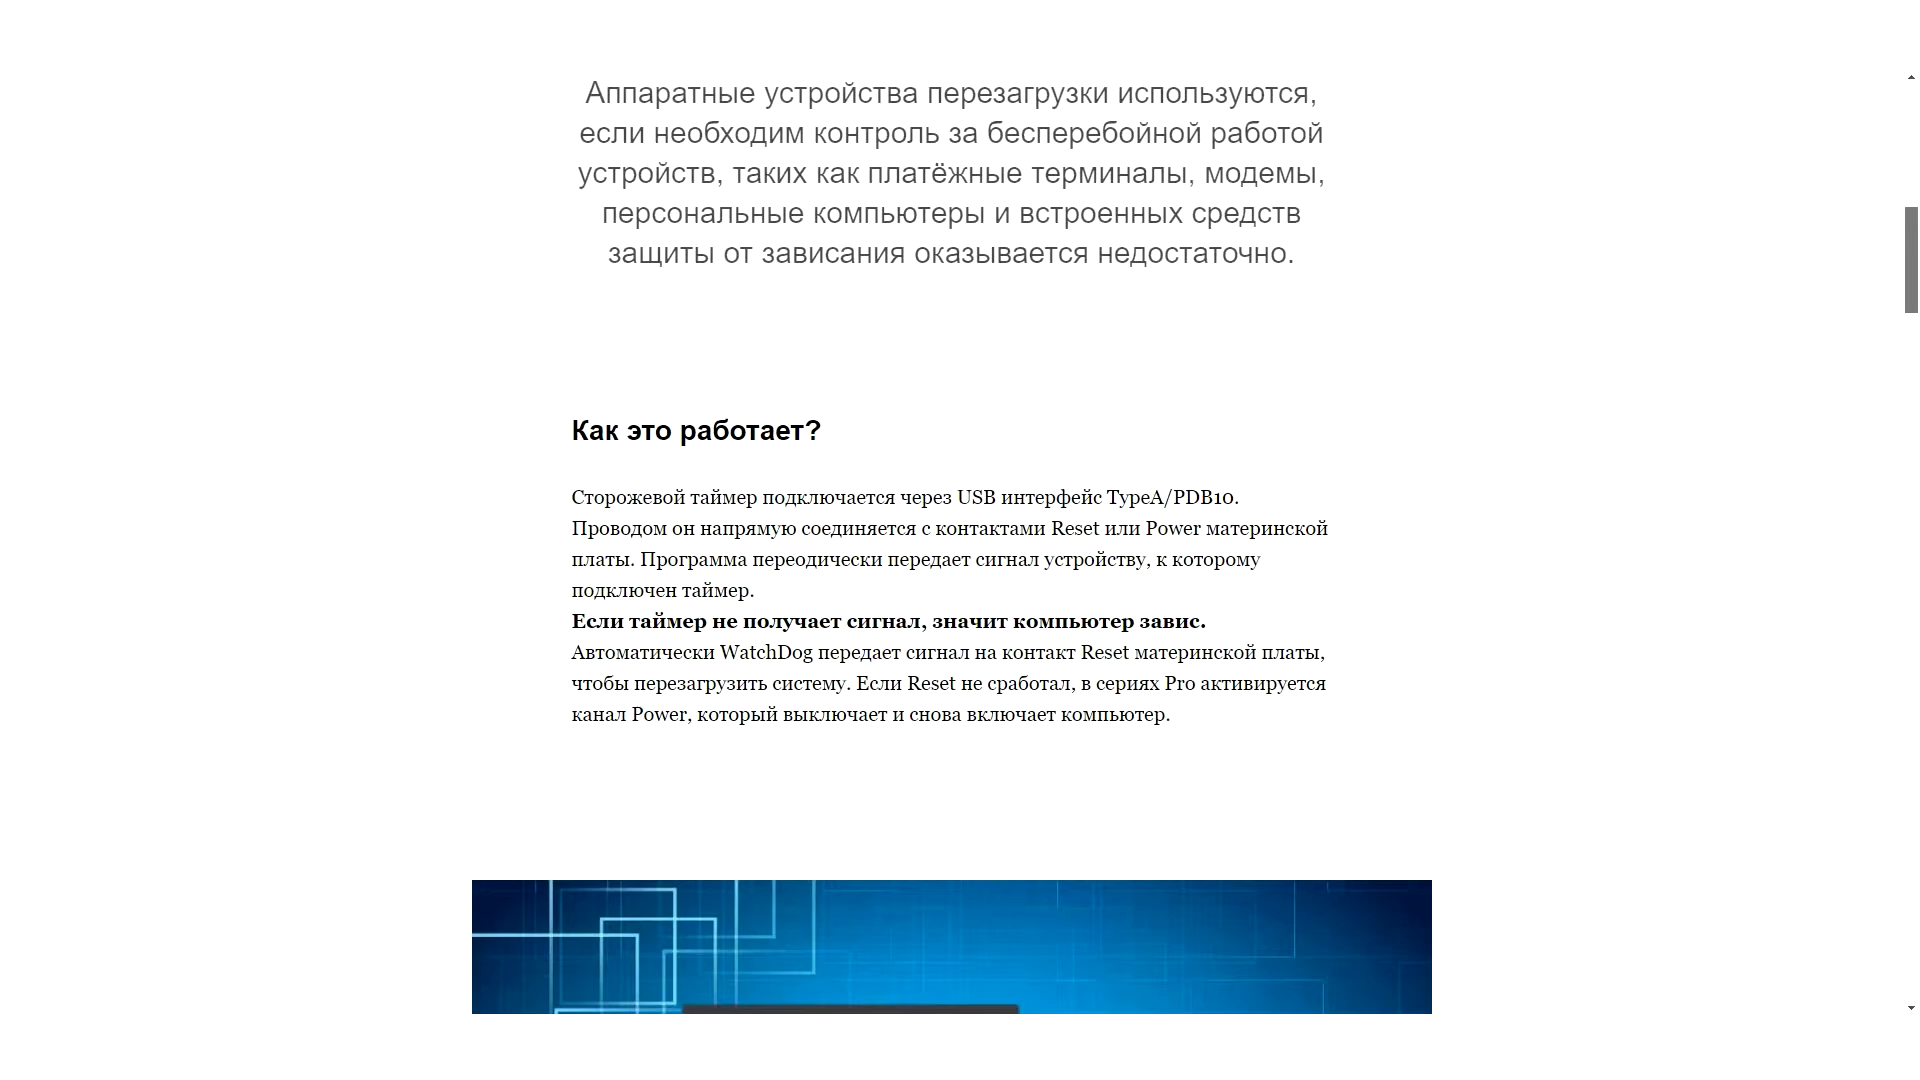 Аппаратные устройства перезагрузки используются,
если необходим контроль за бесперебойной работой
устройств, таких как платёжные терминалы, модемы,
персональные компьютеры и встроенных средств
защиты от зависания оказывается недостаточно.
Как это работает?
Сторожевой таймер подключается через USB интерфейс TypeA/PDB10.
Проводом он напрямую соединяется с контактами Reset или Power материнской
платы. Программа переодически передает сигнал устройству, к которому
подключен таймер.
Если таймер не получает сигнал, значит компьютер завис.
Автоматически WatchDog передает сигнал на контакт Reset материнской платы,
чтобы перезагрузить систему. Если Reset не сработал, в сериях Pro активируется
канал Power, который выключает и снова включает компьютер.